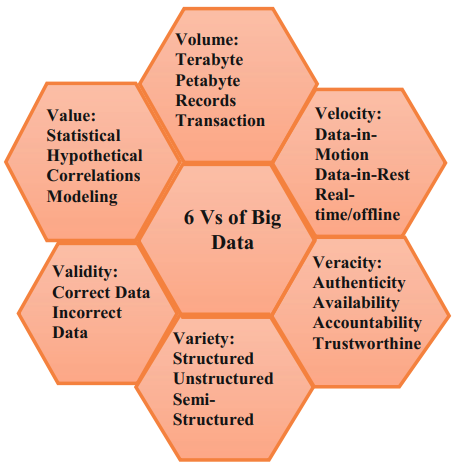 Volume:
Terabyte
Petabyte
Records
Transaction
Value:
Statistical
Hypothetical
Correlations
Modeling
Velocity:
Data-in-
Motion
Data-in-Rest
Real-
time/offline
6 Vs of Big
Data
Validity:
Correct Data
Incorrect
Data
Veracity:
Authenticity
Availability
Accountability
Trustworthine
Variety:
Structured
Unstructured
Semi-
Structured